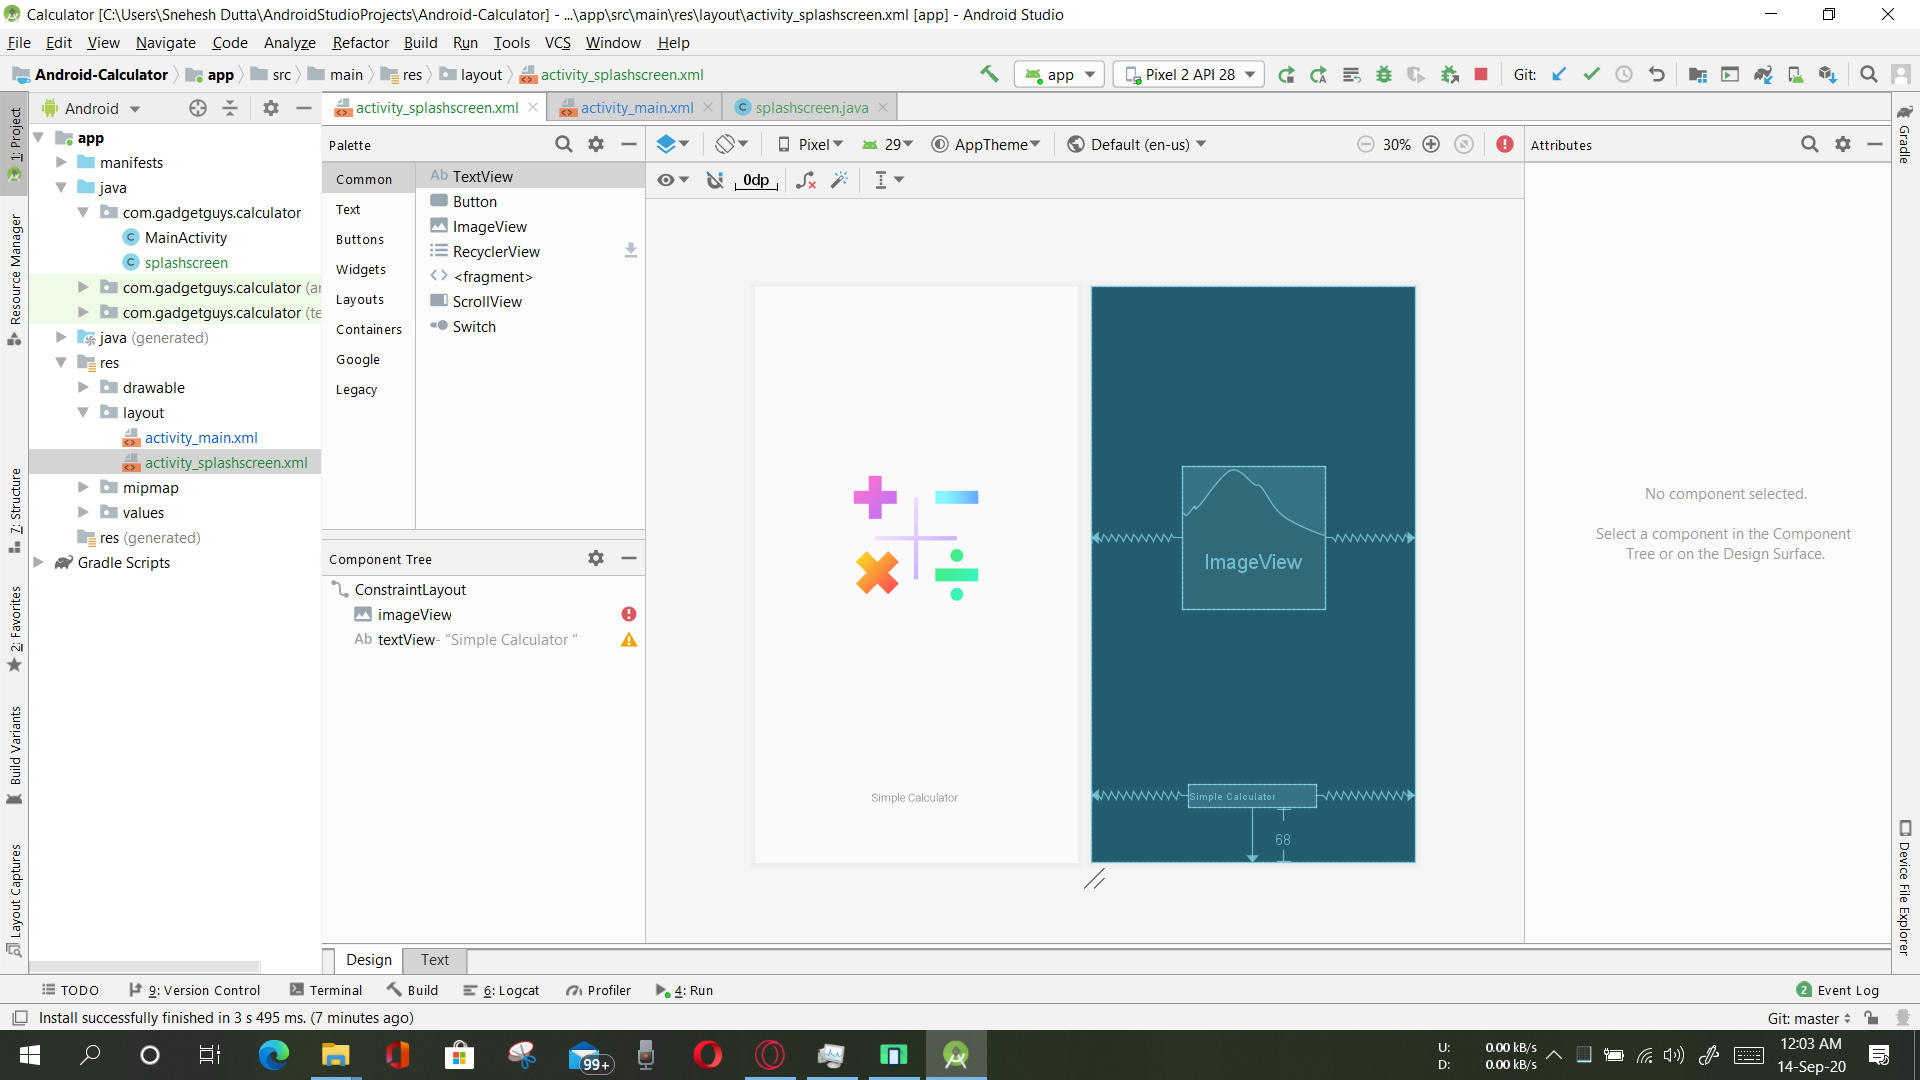 Calculator [C:\Users\Snehesh Dutta\AndroidStudioProjects\Android-Calculator] - ...\app\src\main\res\layout\activity_splashscreen.xml [app] - Android Studio
File Edit View Navigate Code Analyze Refactor Build Run Tools VCS Window Help
Android-Calculator app src main res layout activity_splashscreen.xml app Pixel 2 API 28 Git:
Android
activity_splashscreen.xml activity_main.xml splashscreen.java
1: Project
Resource Manager
7: Structure
2: Favorites
Build Variants
Layout Captures
app
manifests
java
com.gadgetguys.calculator
MainActivity
splashscreen
com.gadgetguys.calculator (ar
com.gadgetguys.calculator (te
java (generated)
res
drawable
layout
activity_main.xml
activity_splashscreen.xml
mipmap
values
res (generated)
Gradle Scripts
Palette
Common
Text
Buttons
Widgets
Layouts
Containers
Google
Legacy
Ab TextView
Button
ImageView
RecyclerView
<> <fragment>
ScrollView
Switch
Component Tree
ConstraintLayout
imageView
Ab textView- "Simple Calculator "
Pixel 29 AppTheme Default (en-us) 30%
0dp
Simple Calculator
ImageView
Simple Calculator
68
Attributes
No component selected.
Select a component in the Component
Tree or on the Design Surface.
Gradle
Device File Explorer
Design Text
TODO 9: Version Control Terminal Build 6: Logcat Profiler 4: Run 2 Event Log
Install successfully finished in 3 s 495 ms. (7 minutes ago) Git: master
99+
U: 0.00 kB/s
D: 0.00 kB/s
12:03 AM
14-Sep-20